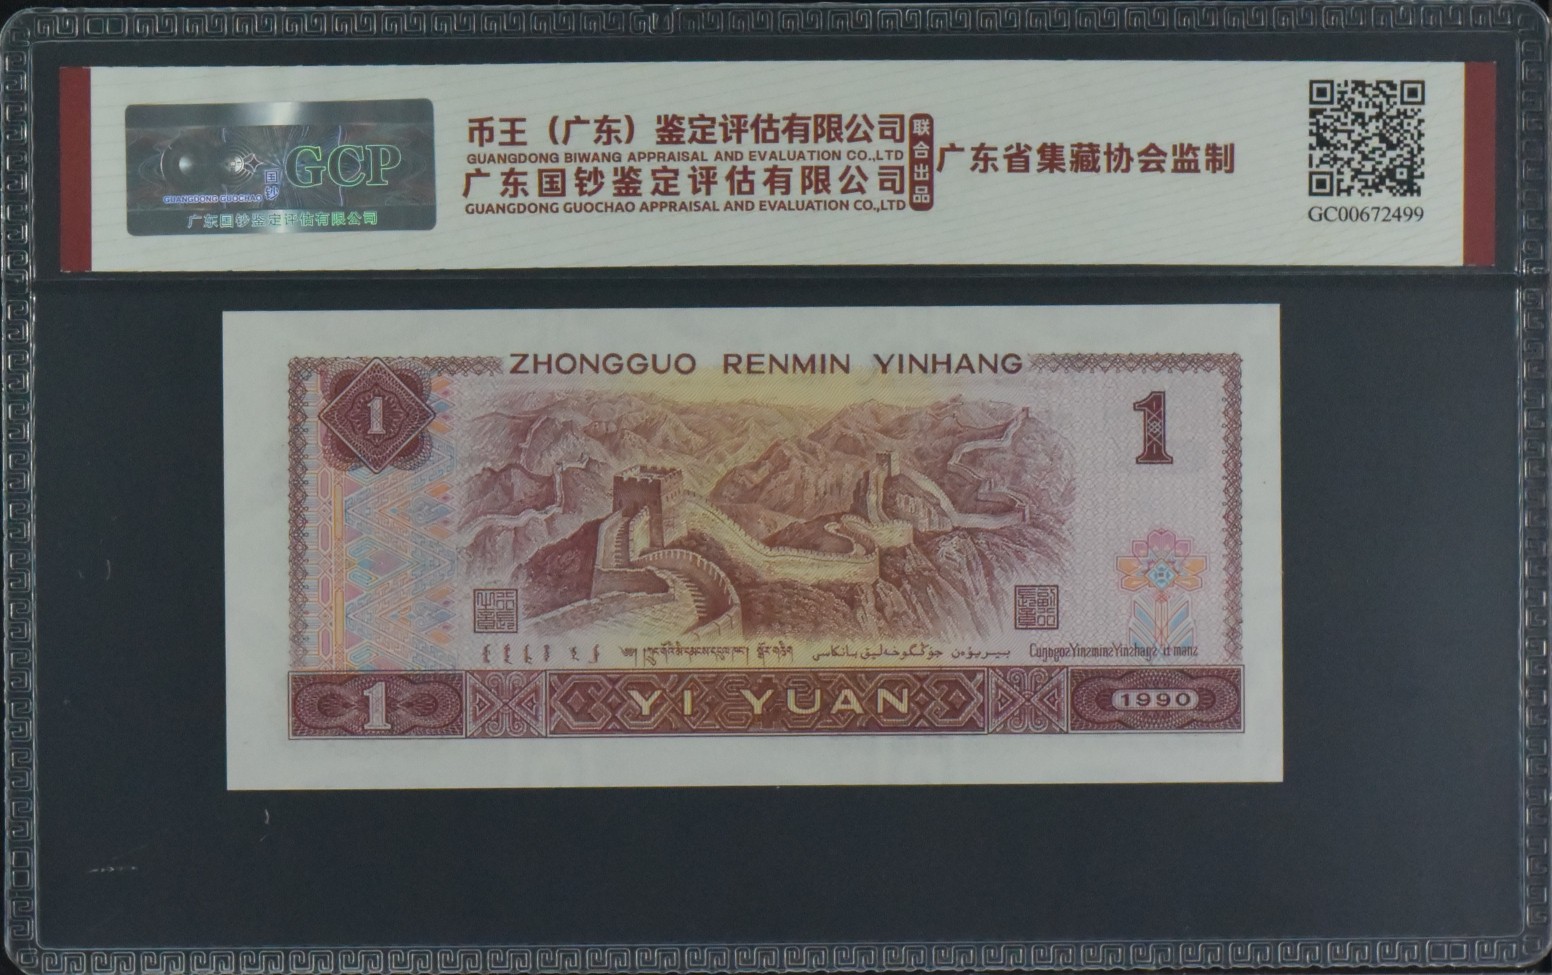 GCP
国钞
GUANGDONG GUOCHAO
广东国钞鉴定评估有限公司
币王（广东）鉴定评估有限公司
GUANGDONG BIWANG APPRAISAL AND EVALUATION CO.,LTD
广东国钞鉴定评估有限公司
GUANGDONG GUOCHAO APPRAISAL AND EVALUATION CO.,LTD
联合出品
广东省集藏协会监制
GC00672499
ZHONGGUO RENMIN YINHANG
1
1
1
YI YUAN
1990